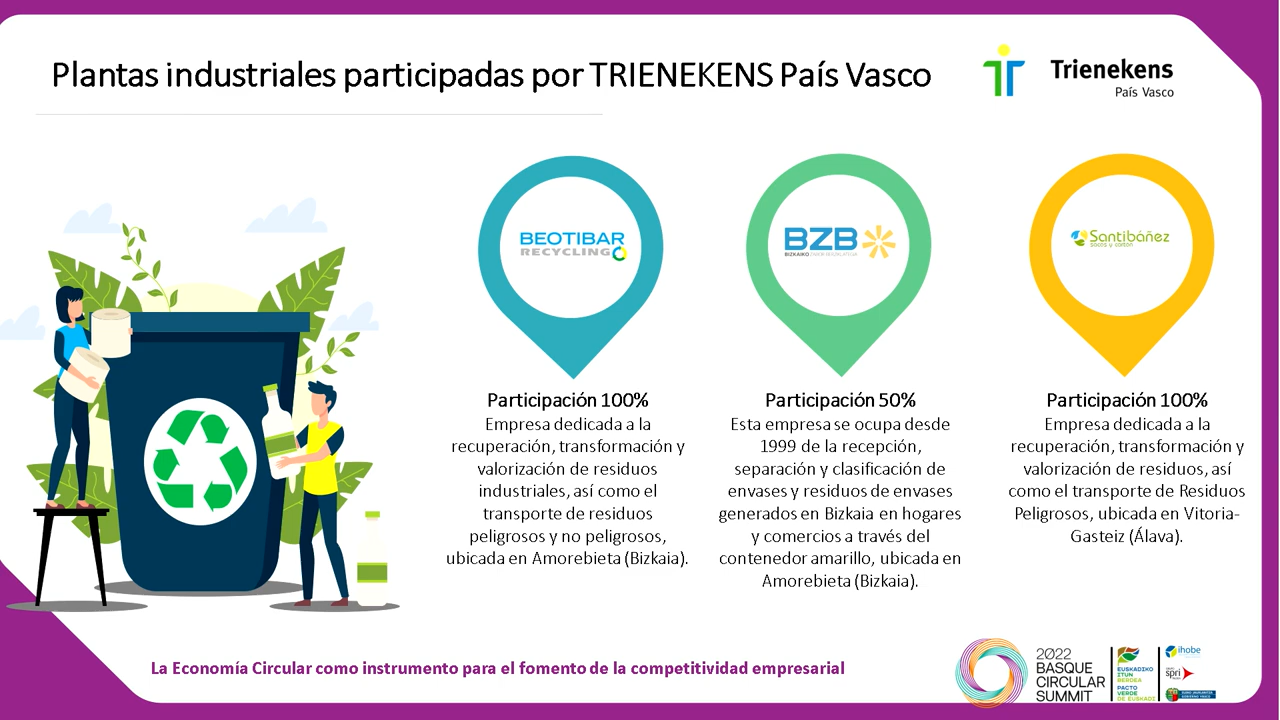 Plantas industriales participadas por TRIENEKENS País Vasco
Trienekens
País Vasco
BEOTIBAR
RECYCLING
BZB
BIZKAIKO
Santibáñez
sacos y cartón
Participación 100%
Empresa dedicada a la
recuperación, transformación y
valorización de residuos
industriales, así como el
transporte de residuos
peligrosos y no peligrosos,
ubicada en Amorebieta (Bizkaia).
Participación 50%
Esta empresa se ocupa desde
1999 de la recepción,
separación y clasificación de
envases y residuos de envases
generados en Bizkaia en hogares
y comercios a través del
contenedor amarillo, ubicada en
Amorebieta (Bizkaia).
Participación 100%
Empresa dedicada a la
recuperación, transformación y
valorización de residuos, así
como el transporte de Residuos
Peligrosos, ubicada en Vitoria-
Gasteiz (Álava).
La Economía Circular como instrumento para el fomento de la competitividad empresarial
2022
BASQUE
CIRCULAR
SUMMIT
EUSKADIKO
ITUN
BERDEA
PACTO
VERDE
DE EUSKADI
ihobe
spri